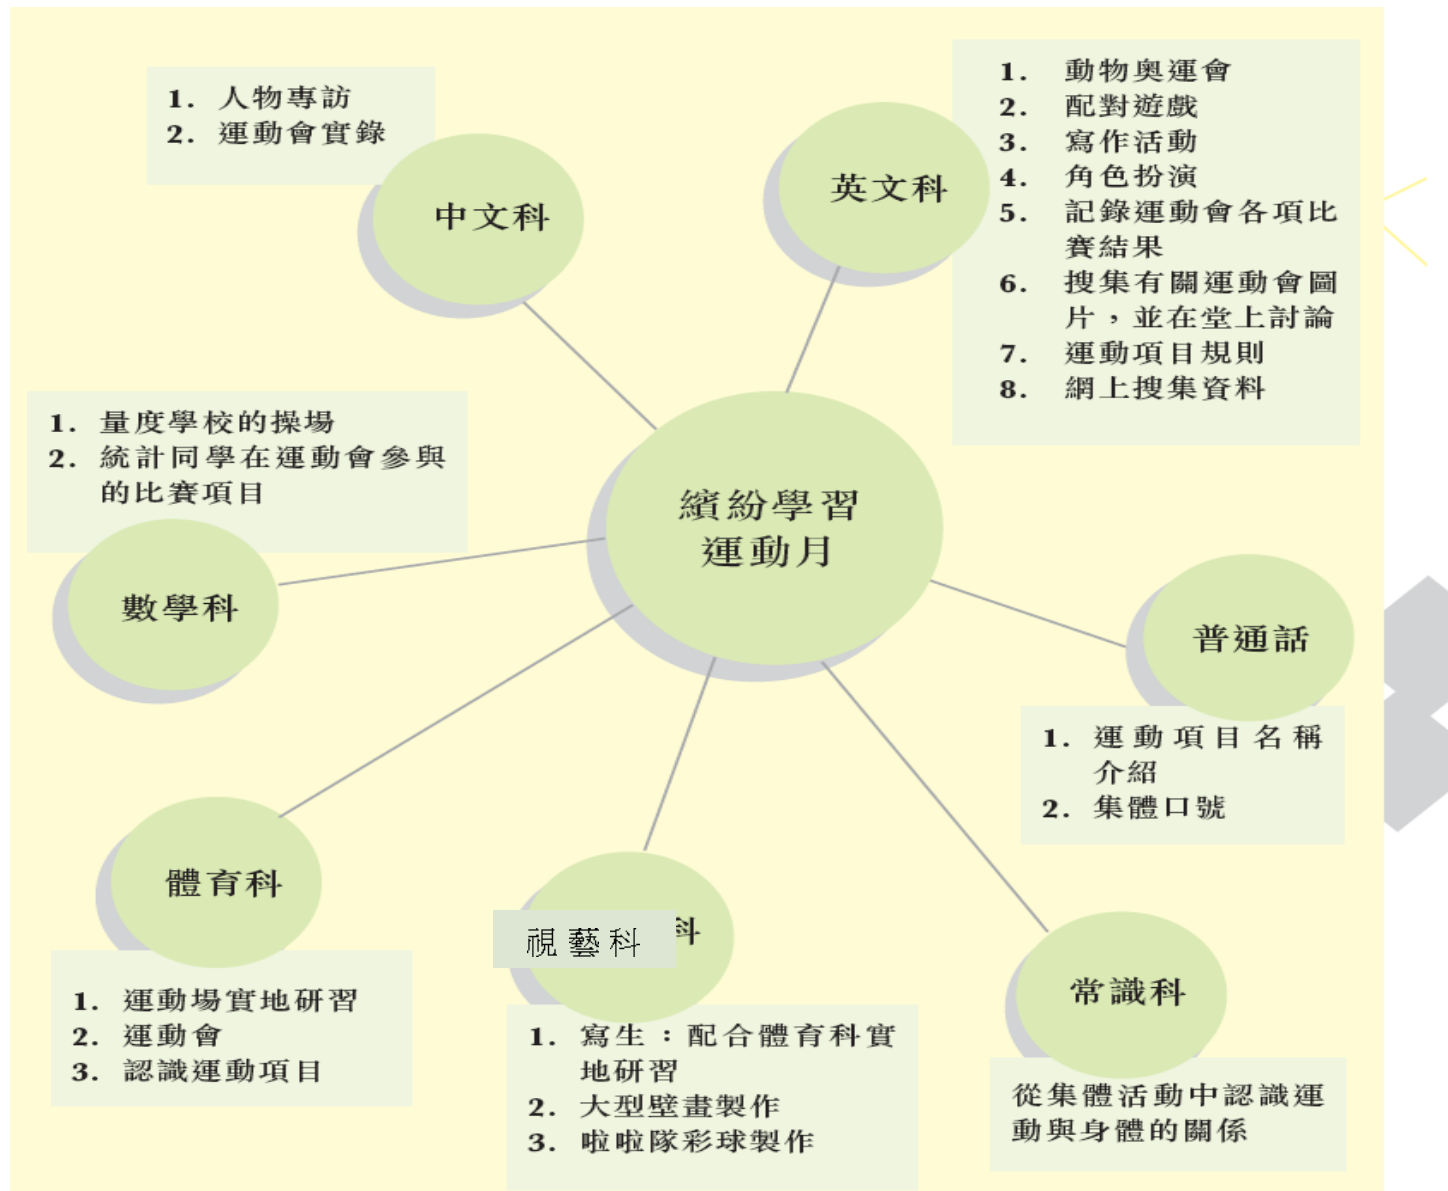 1. 人物專訪
2. 運動會實錄
中文科
英文科
1. 動物奧運會
2. 配對遊戲
3. 寫作活動
4. 角色扮演
5. 記錄運動會各項比
賽結果
6. 搜集有關運動會圖
片，並在堂上討論
7. 運動項目規則
8. 網上搜集資料
1. 量度學校的操場
2. 統計同學在運動會參與
的比賽項目
數學科
繽紛學習
運動月
普通話
1. 運動項目名稱
介紹
2. 集體口號
體育科
1. 運動場實地研習
2. 運動會
3. 認識運動項目
視藝科
科
1. 寫生：配合體育科實
地研習
2. 大型壁畫製作
3. 啦啦隊彩球製作
常識科
從集體活動中認識運
動與身體的關係